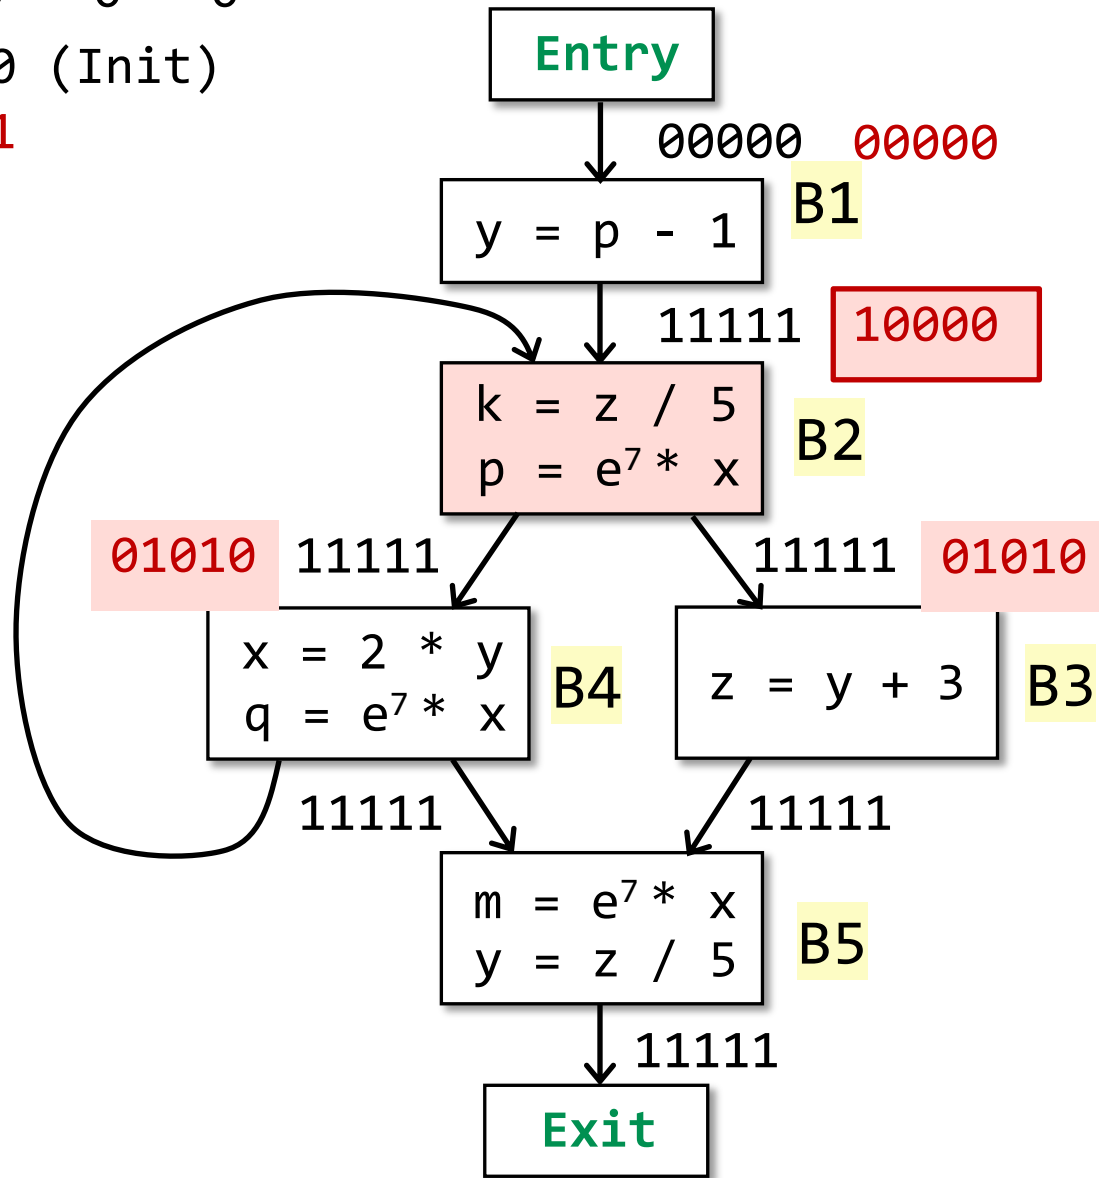 0 (Init)
1
Entry
00000 00000
B1
y = p - 1
11111 10000
k = z / 5
p = e⁷ * x
B2
01010 11111
11111 01010
x = 2 * y
q = e⁷ * x
B4
z = y + 3
B3
11111
11111
m = e⁷ * x
y = z / 5
B5
11111
Exit